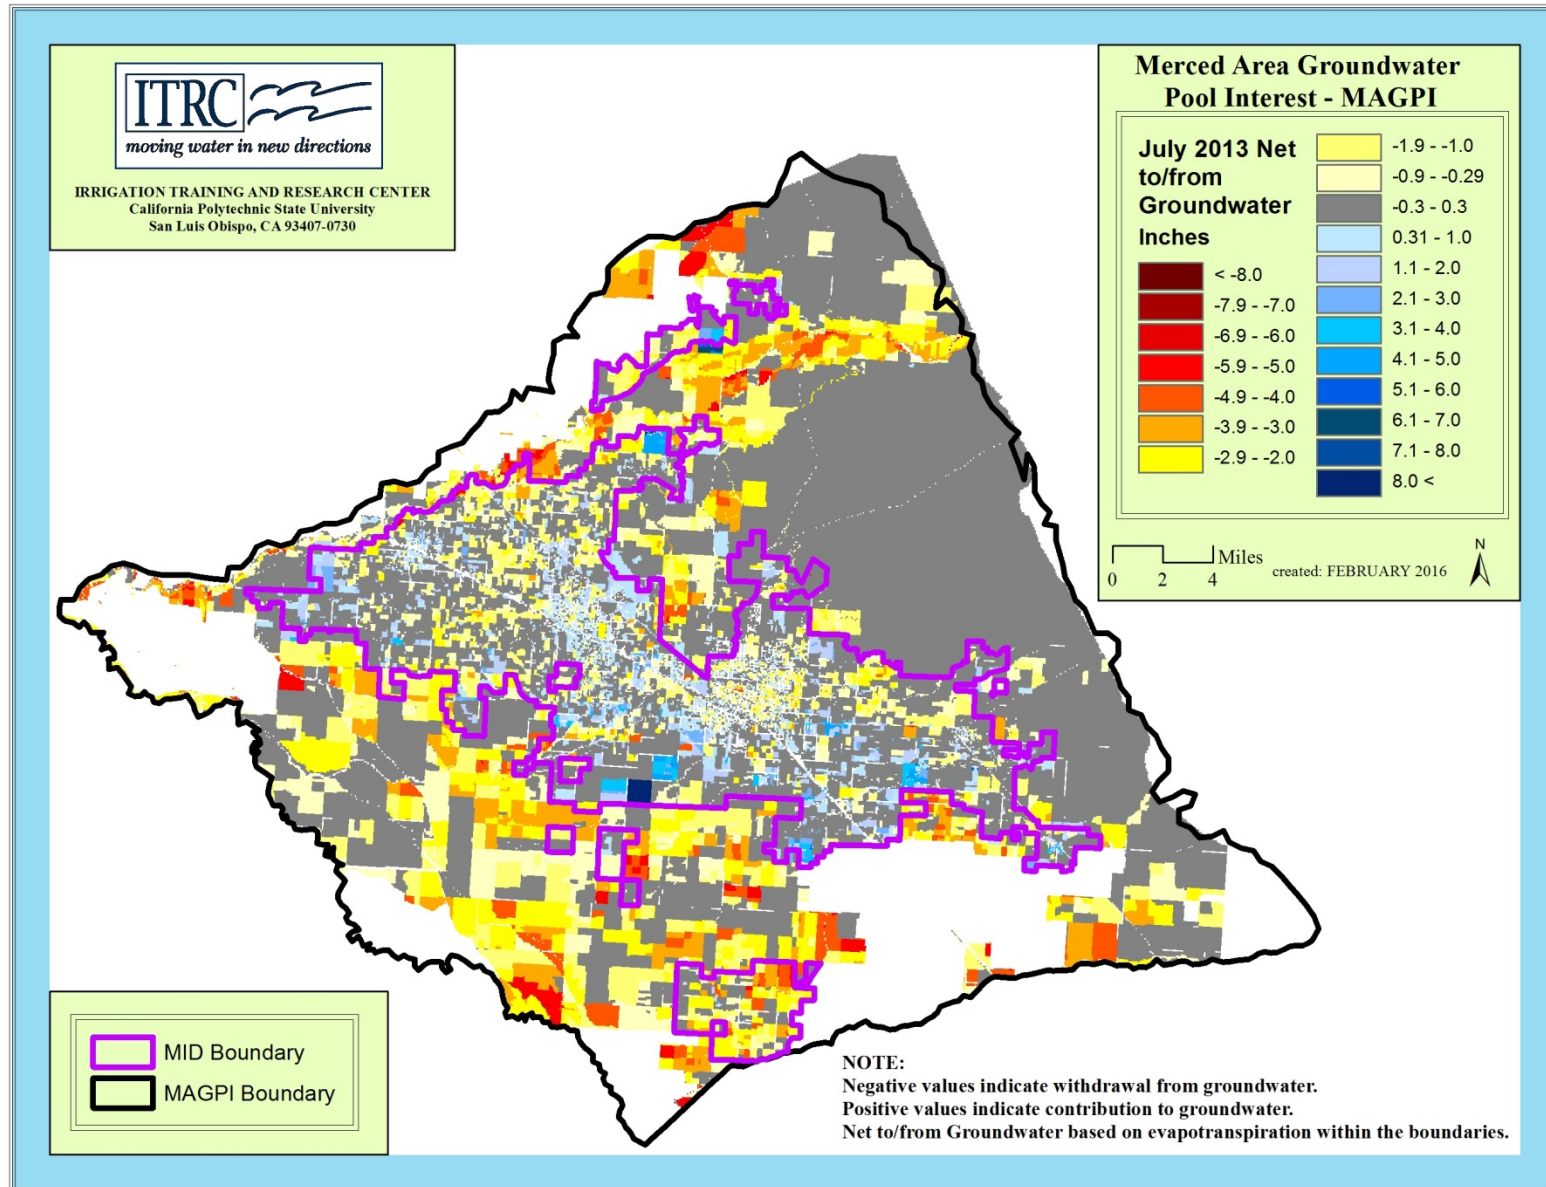 ITRC
moving water in new directions
IRRIGATION TRAINING AND RESEARCH CENTER
California Polytechnic State University
San Luis Obispo, CA 93407-0730
Merced Area Groundwater
Pool Interest - MAGPI
July 2013 Net
to/from
Groundwater
Inches
< -8.0
-7.9 - -7.0
-6.9 - -6.0
-5.9 - -5.0
-4.9 - -4.0
-3.9 - -3.0
-2.9 - -2.0
-1.9 - -1.0
-0.9 - -0.29
-0.3 - 0.3
0.31 - 1.0
1.1 - 2.0
2.1 - 3.0
3.1 - 4.0
4.1 - 5.0
5.1 - 6.0
6.1 - 7.0
7.1 - 8.0
8.0 <
Miles
0 2 4
created: FEBRUARY 2016
N
MID Boundary
MAGPI Boundary
NOTE:
Negative values indicate withdrawal from groundwater.
Positive values indicate contribution to groundwater.
Net to/from Groundwater based on evapotranspiration within the boundaries.